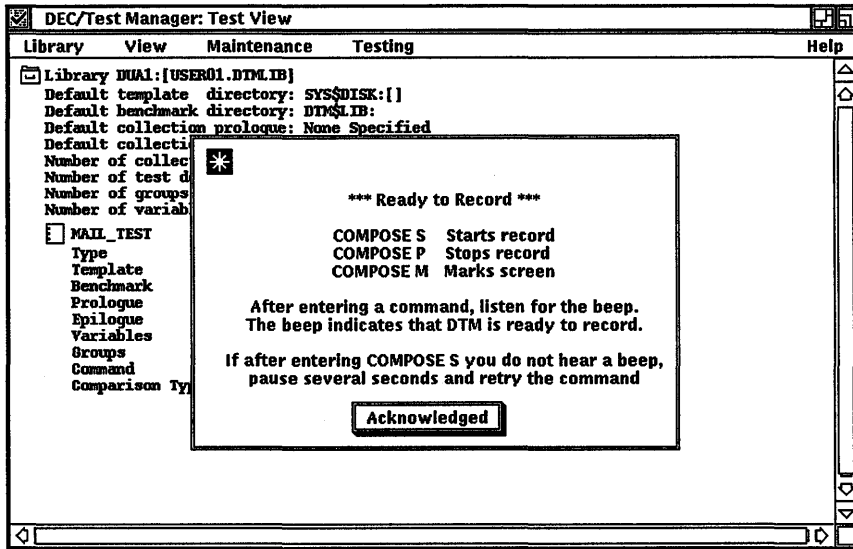 DEC/Test Manager: Test View
Library View Maintenance Testing Help
Library DUA1:[USER01.DTMLIB]
Default template directory: SYS$DISK:[]
Default benchmark directory: DTM$LIB:
Default collection prologue: None Specified
Default collecti
Number of collec
Number of test d
Number of groups
Number of variab
MAIL_TEST
Type
Template
Benchmark
Prologue
Epilogue
Variables
Groups
Command
Comparison Typ
*** Ready to Record ***
COMPOSE S Starts record
COMPOSE P Stops record
COMPOSE M Marks screen
After entering a command, listen for the beep.
The beep indicates that DTM is ready to record.
If after entering COMPOSE S you do not hear a beep,
pause several seconds and retry the command
Acknowledged